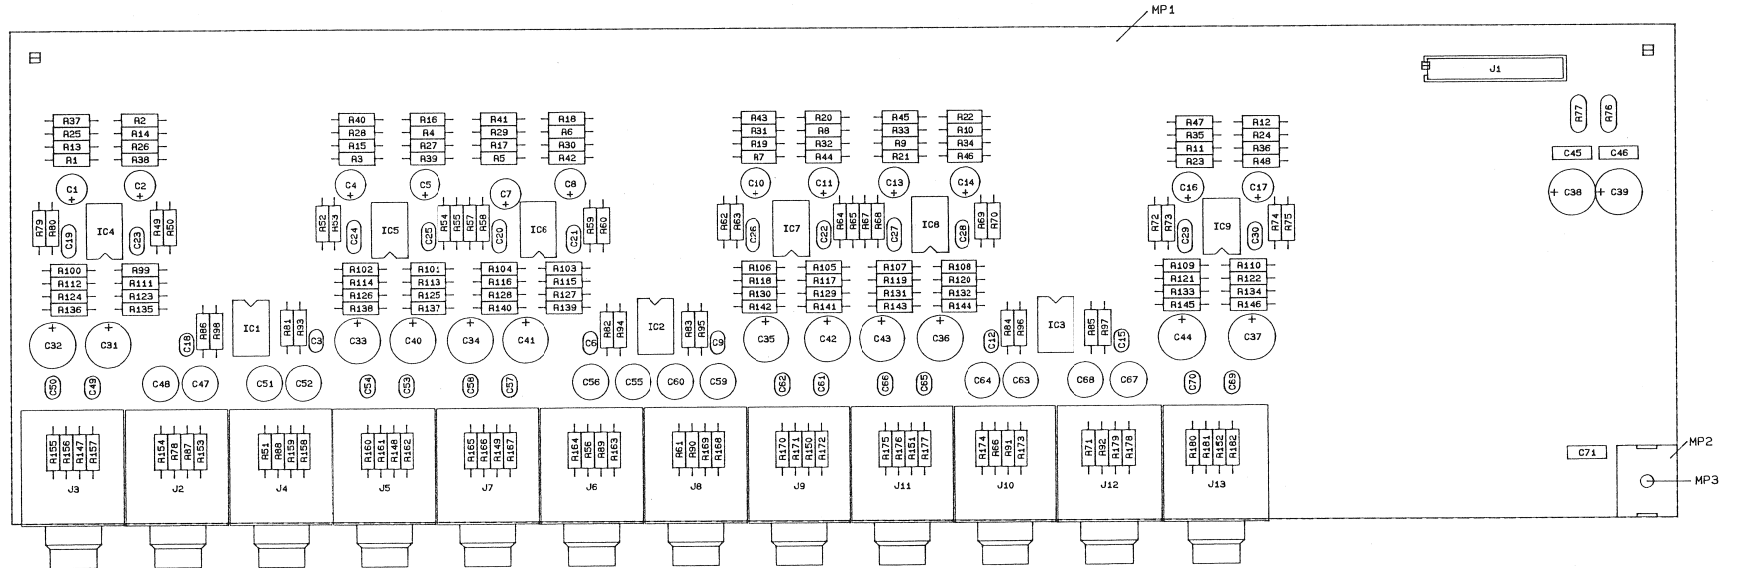 MP1
J1
R37 R2 R40 R16 R41 R18 R43 R20 R45 R22 R47 R12 R77 R76
R25 R14 R28 R4 R29 R6 R31 R8 R33 R10 R35 R24
R13 R26 R15 R27 R17 R30 R19 R32 R9 R34 R11 R36
R1 R38 R3 R39 R5 R42 R7 R44 R21 R46 R23 R48 C45 C46
C1 C2 C4 C5 C7 C8 C10 C11 C13 C14 C16 C17 C38 C39
R79 R80 C19 IC4 C23 R49 R50 R52 R53 C24 IC5 C25 R54 R55 R57 R58 C20 IC6 C21 R59 R60 R62 R63 C26 IC7 C22 R64 R65 R67 R68 C27 IC8 C28 R69 R70 R72 R73 C29 IC9 C30 R74 R75
R100 R99 R102 R101 R104 R103 R106 R105 R107 R108 R109 R110
R112 R111 R114 R113 R116 R115 R118 R117 R119 R120 R121 R122
R124 R123 R126 R125 R128 R127 R130 R129 R131 R132 R133 R134
R136 R135 R138 R137 R140 R139 R142 R141 R143 R144 R145 R146
C32 C31 C18 R86 R98 IC1 R81 R93 C3 C33 C40 C34 C41 C6 R82 R94 IC2 R83 R95 C9 C35 C42 C43 C36 C12 R84 R96 IC3 R85 R97 C15 C44 C37
C50 C49 C48 C47 C51 C52 C54 C53 C58 C57 C56 C55 C60 C59 C62 C61 C66 C65 C64 C63 C68 C67 C70 C69
R155 R156 R147 R157 R154 R78 R87 R153 R51 R88 R159 R158 R160 R161 R148 R162 R165 R166 R149 R167 R164 R56 R89 R163 R61 R90 R169 R168 R170 R171 R150 R172 R175 R176 R151 R177 R174 R66 R91 R173 R71 R92 R179 R178 R180 R181 R152 R182
C71 MP2
MP3
J3 J2 J4 J5 J7 J6 J8 J9 J11 J10 J12 J13